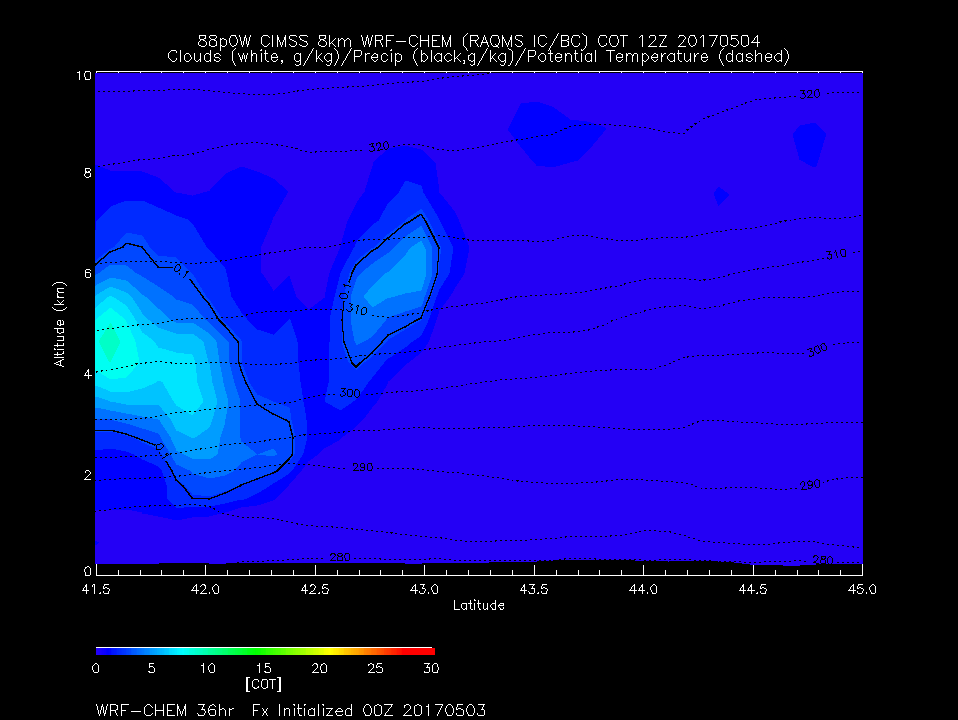 88p0W CIMSS 8km WRF-CHEM (RAQMS IC/BC) COT 12Z 20170504
Clouds (white, g/kg)/Precip (black,g/kg)/Potential Temperature (dashed)
10
320
320
8
310
6
0.1
0.1
310
300
Altitude (km)
4
300
0.1
290
2
290
280
280
0
41.5 42.0 42.5 43.0 43.5 44.0 44.5 45.0
Latitude
0 5 10 15 20 25 30
[COT]
WRF-CHEM 36hr Fx Initialized 00Z 20170503